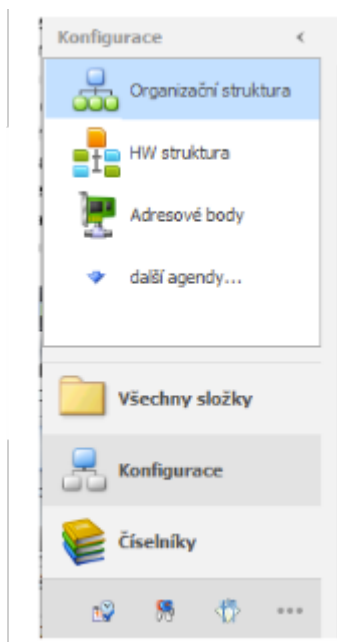 Konfigurace
Organizační struktura
HW struktura
Adresové body
další agendy...
Všechny složky
Konfigurace
Číselníky